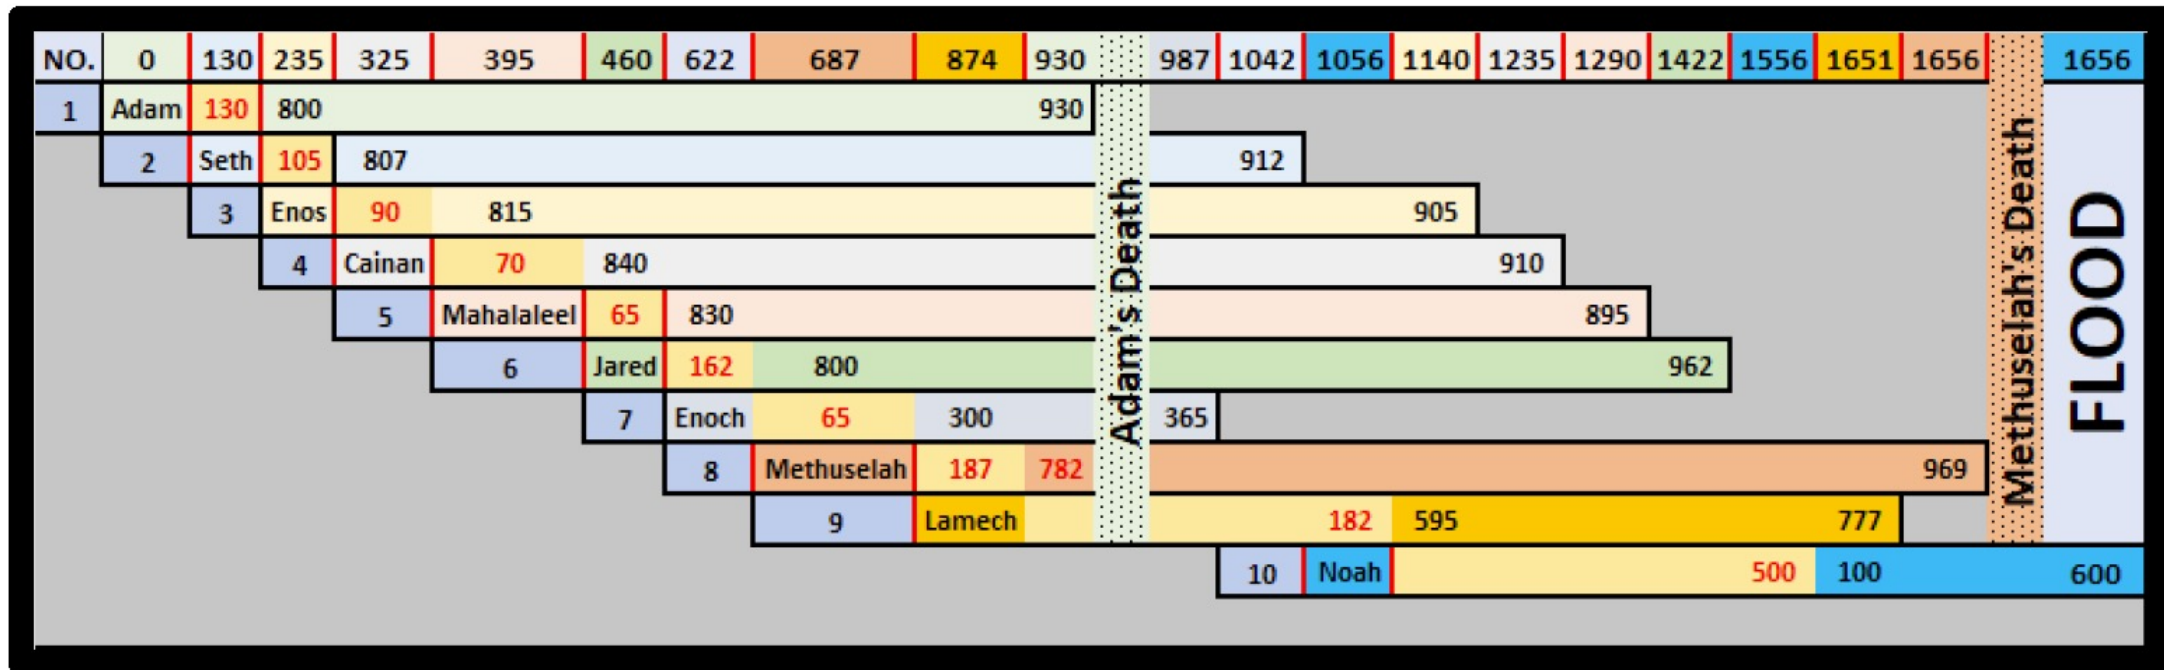 NO. 0 130 235 325 395 460 622 687 874 930 987 1042 1056 1140 1235 1290 1422 1556 1651 1656 1656
1 Adam 130 800 930
2 Seth 105 807 912
3 Enos 90 815 905
4 Cainan 70 840 910
5 Mahalaleel 65 830 895
6 Jared 162 800 962
7 Enoch 65 300 365
8 Methuselah 187 782 969
9 Lamech 182 595 777
10 Noah 500 100 600
Adam's Death
Methuselah's Death
FLOOD